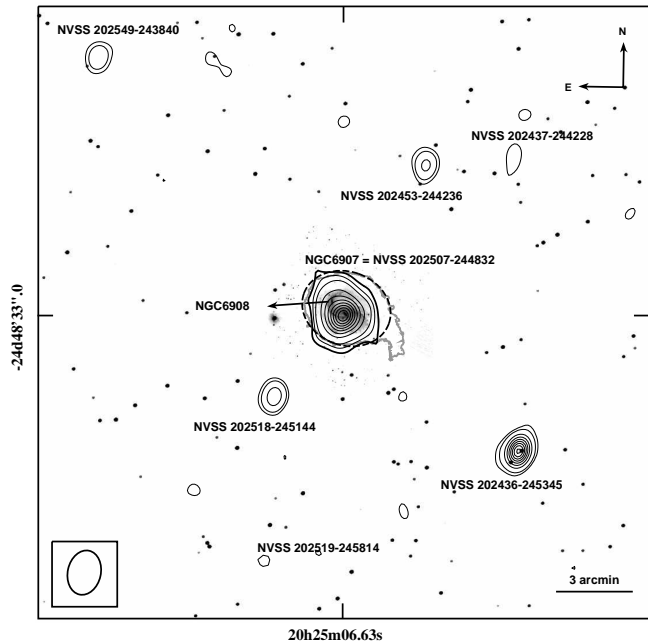 NVSS 202549-243840
N
E
NVSS 202437-244228
NVSS 202453-244236
NGC6907 = NVSS 202507-244832
NGC6908
-24d48'33".0
NVSS 202518-245144
NVSS 202436-245345
NVSS 202519-245814
3 arcmin
20h25m06.63s